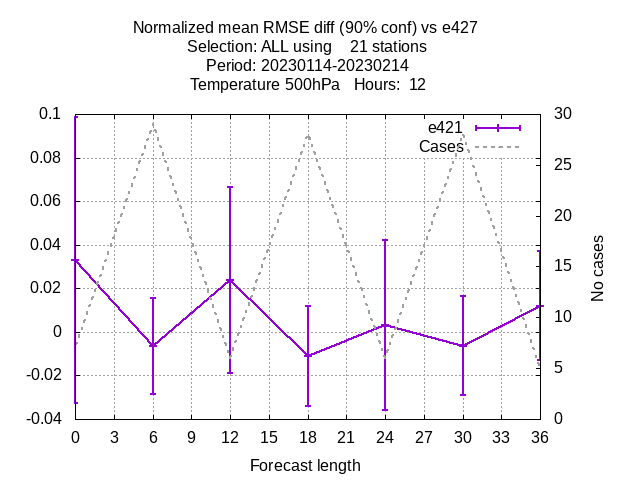 Normalized mean RMSE diff (90% conf) vs e427
Selection: ALL using    21 stations
Period: 20230114-20230214
Temperature 500hPa   Hours:  12
0.1
0.08
0.06
0.04
0.02
0
-0.02
-0.04
30
25
20
15
10
5
0
e421
Cases
No cases
0 3 6 9 12 15 18 21 24 27 30 33 36
Forecast length